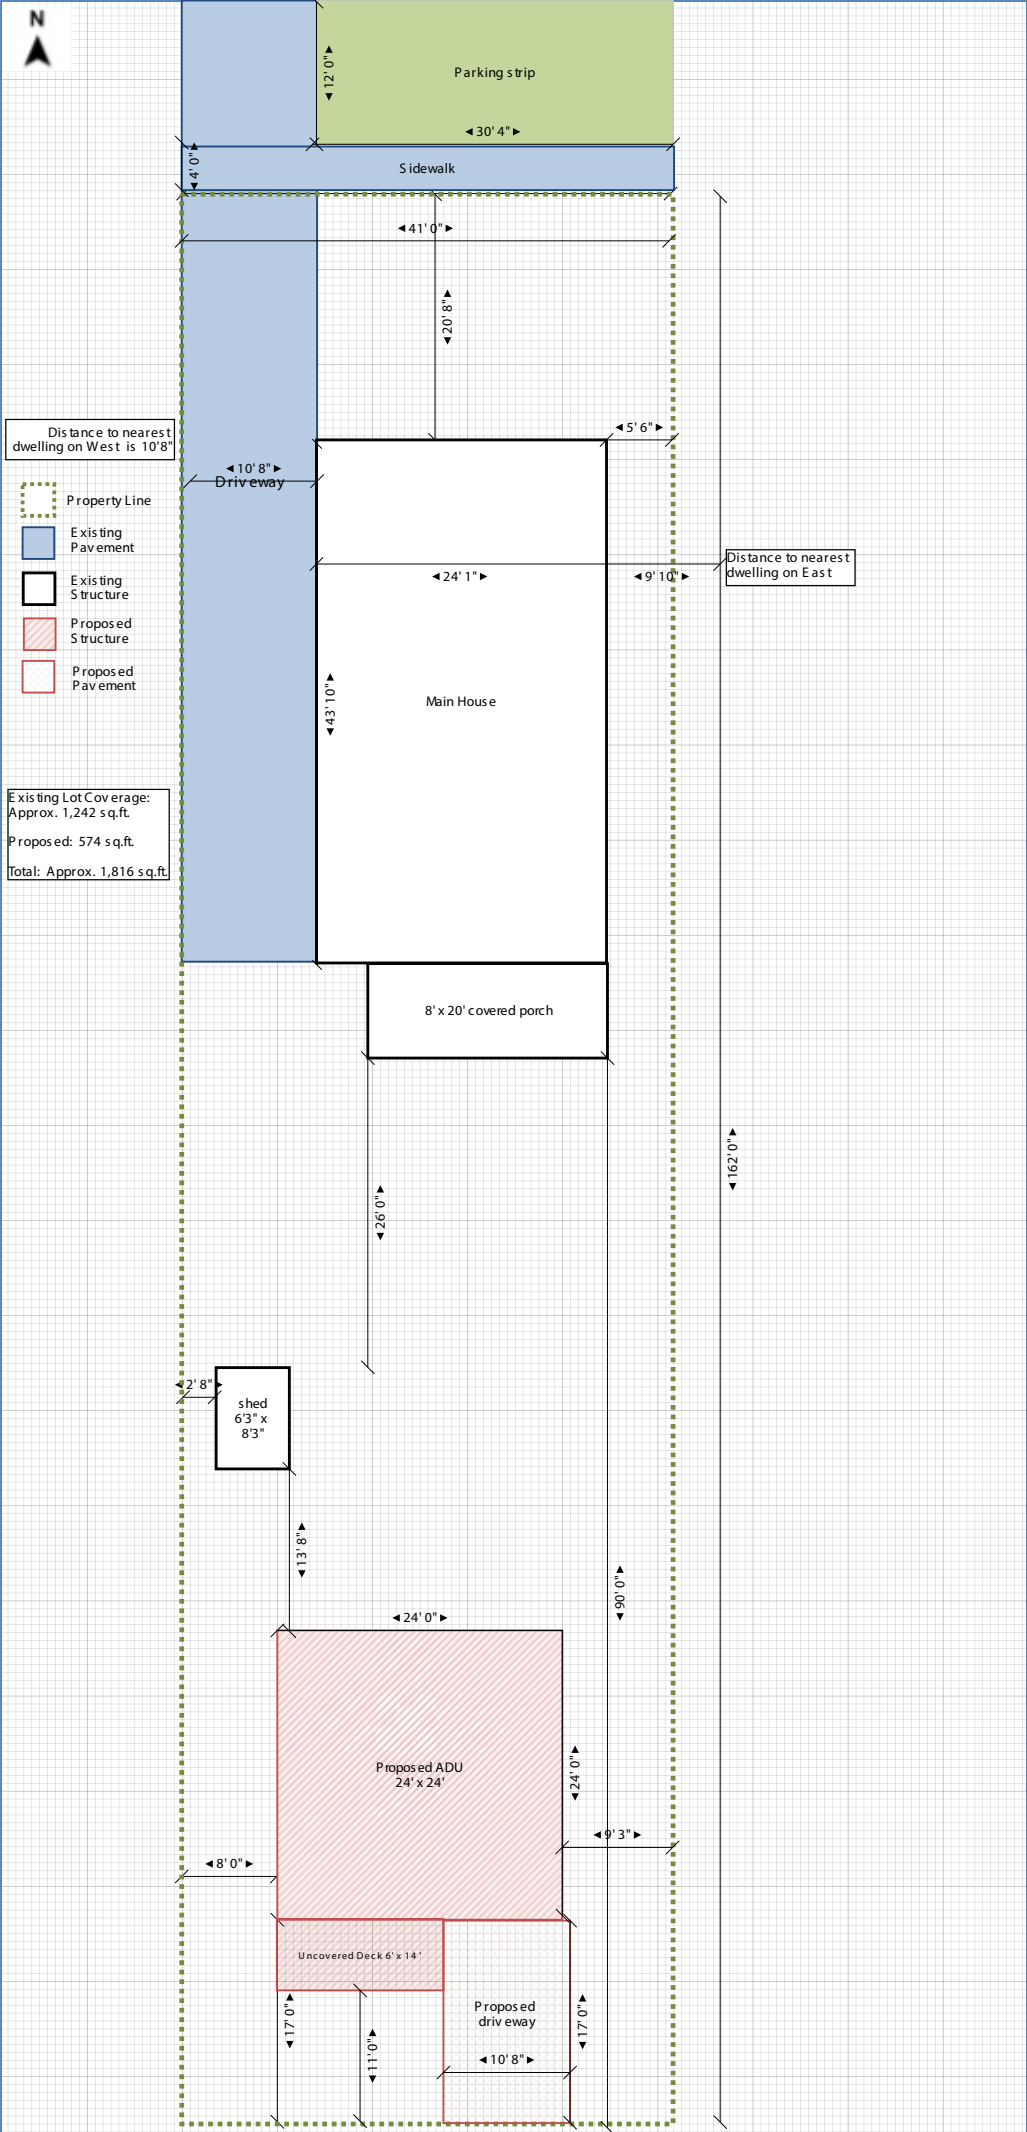 N
12' 0"
Parking strip
30' 4"
4' 0"
Sidewalk
41' 0"
20' 8"
Distance to nearest
dwelling on West is 10'8"
5' 6"
10' 8"
Driveway
Property Line
Existing
Pavement
Existing
Structure
Proposed
Structure
Proposed
Pavement
24' 1"
9' 10"
Distance to nearest
dwelling on East
43' 10"
Main House
Existing Lot Coverage:
Approx. 1,242 sq.ft.
Proposed: 574 sq.ft.
Total: Approx. 1,816 sq.ft.
8' x 20' covered porch
162' 0"
26' 0"
2' 8"
shed
6'3" x
8'3"
13' 8"
90' 0"
24' 0"
Proposed ADU
24' x 24'
24' 0"
9' 3"
8' 0"
Uncovered Deck 6' x 14'
17' 0"
11' 0"
Proposed
driveway
17' 0"
10' 8"